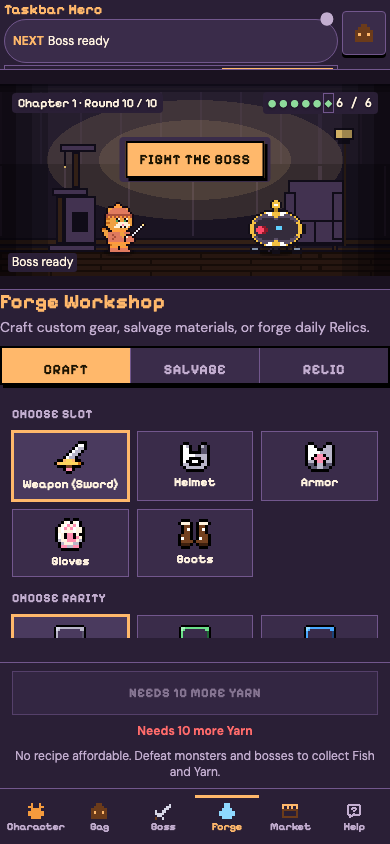 Taskbar Hero
NEXT Boss ready
Chapter 1 · Round 10 / 10
6 / 6
FIGHT THE BOSS
Boss ready
Forge Workshop
Craft custom gear, salvage materials, or forge daily Relics.
CRAFT
SALVAGE
RELIC
CHOOSE SLOT
Weapon (Sword)
Helmet
Armor
Gloves
Boots
CHOOSE RARITY
NEEDS 10 MORE YARN
Needs 10 more Yarn
No recipe affordable. Defeat monsters and bosses to collect Fish
and Yarn.
Character
Bag
Boss
Forge
Market
Help